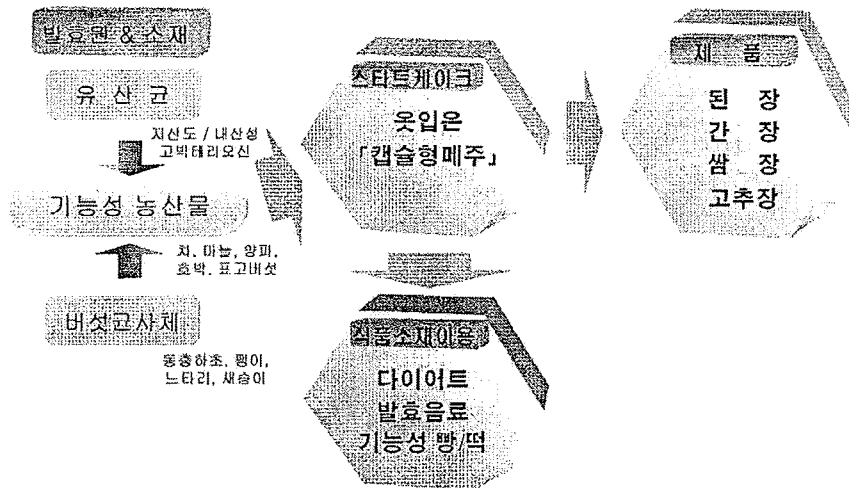 발효원 & 소재
유 산 균
저산도 / 내산성
고박테리오신
기능성 농산물
치, 마늘, 양파,
호박, 표고버섯
버섯균사체
동충하초, 팽이,
느타리, 새송이
스타트케이크
옷입은
「캡슐형메주」
제 품
된 장
간 장
쌈 장
고추장
식품소재이용
다이어트
발효음료
기능성 빵/떡